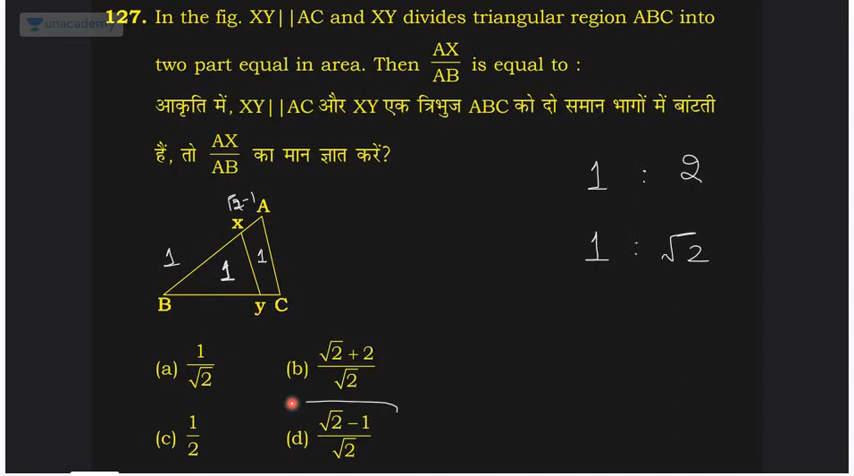 unacademy
127. In the fig. XY||AC and XY divides triangular region ABC into
two part equal in area. Then AX/AB is equal to :
आकृति में, XY||AC और XY एक त्रिभुज ABC को दो समान भागों में बांटती
हैं, तो AX/AB का मान ज्ञात करें?
1 : 2
1 : √2
√2-1
A
x
1
1
1
B
y
C
(a) 1/√2
(b) (√2 + 2)/√2
(c) 1/2
(d) (√2 – 1)/√2